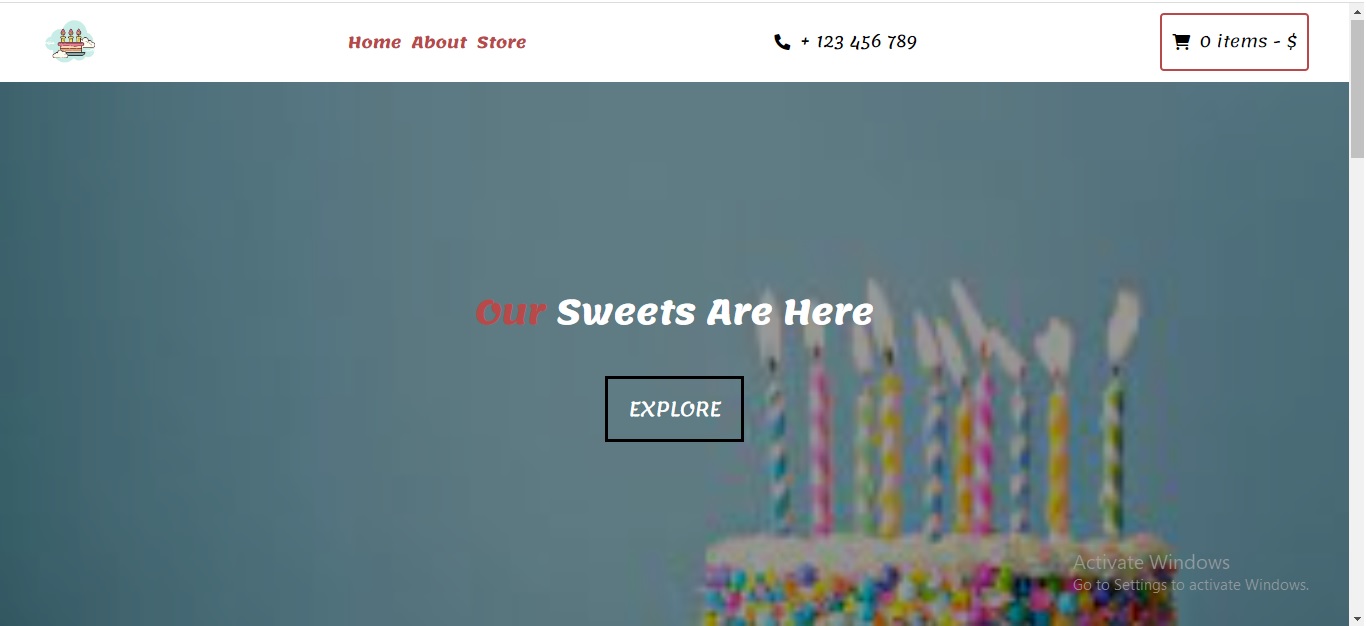 Home About Store
+ 123 456 789
0 items - $
Our Sweets Are Here
EXPLORE
Activate Windows
Go to Settings to activate Windows.